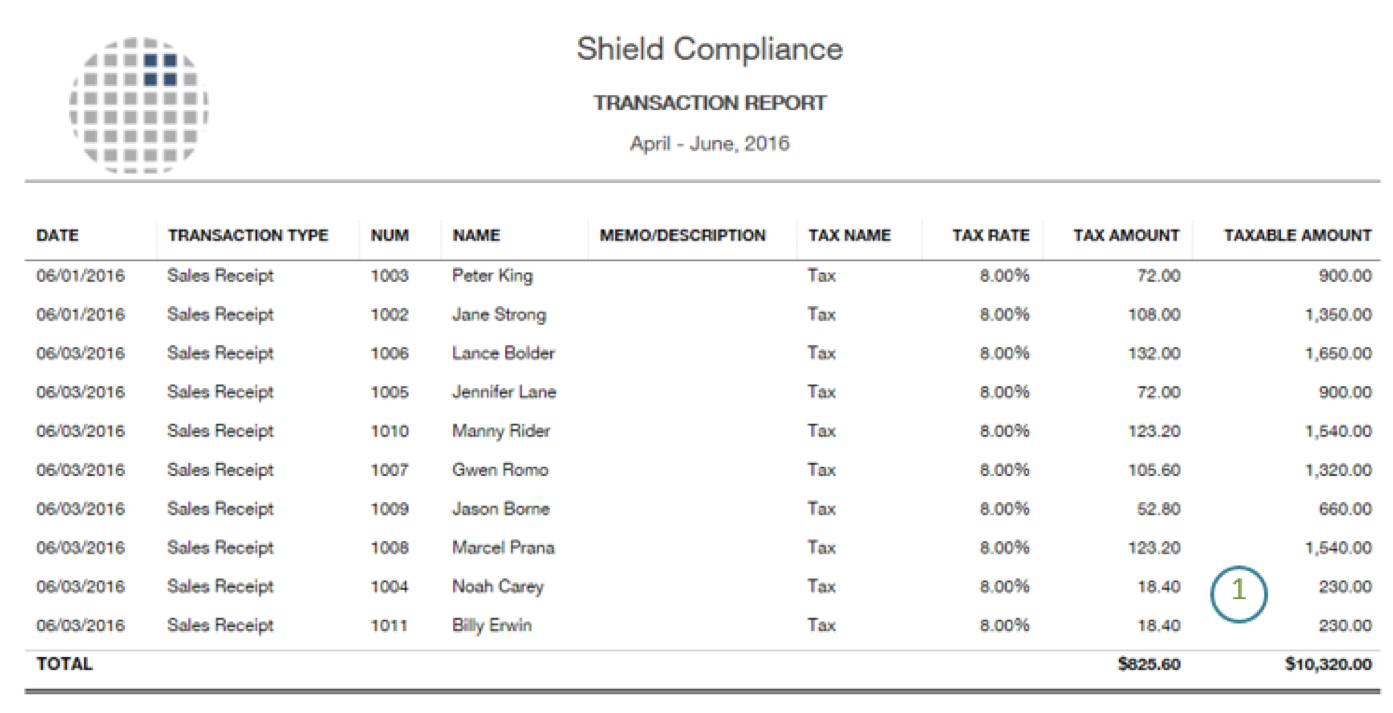 Shield Compliance
TRANSACTION REPORT
April - June, 2016
DATE TRANSACTION TYPE NUM NAME MEMO/DESCRIPTION TAX NAME TAX RATE TAX AMOUNT TAXABLE AMOUNT
06/01/2016 Sales Receipt 1003 Peter King Tax 8.00% 72.00 900.00
06/01/2016 Sales Receipt 1002 Jane Strong Tax 8.00% 108.00 1,350.00
06/03/2016 Sales Receipt 1006 Lance Bolder Tax 8.00% 132.00 1,650.00
06/03/2016 Sales Receipt 1005 Jennifer Lane Tax 8.00% 72.00 900.00
06/03/2016 Sales Receipt 1010 Manny Rider Tax 8.00% 123.20 1,540.00
06/03/2016 Sales Receipt 1007 Gwen Romo Tax 8.00% 105.60 1,320.00
06/03/2016 Sales Receipt 1009 Jason Borne Tax 8.00% 52.80 660.00
06/03/2016 Sales Receipt 1008 Marcel Prana Tax 8.00% 123.20 1,540.00
06/03/2016 Sales Receipt 1004 Noah Carey Tax 8.00% 18.40 1 230.00
06/03/2016 Sales Receipt 1011 Billy Erwin Tax 8.00% 18.40 230.00
TOTAL $825.60 $10,320.00